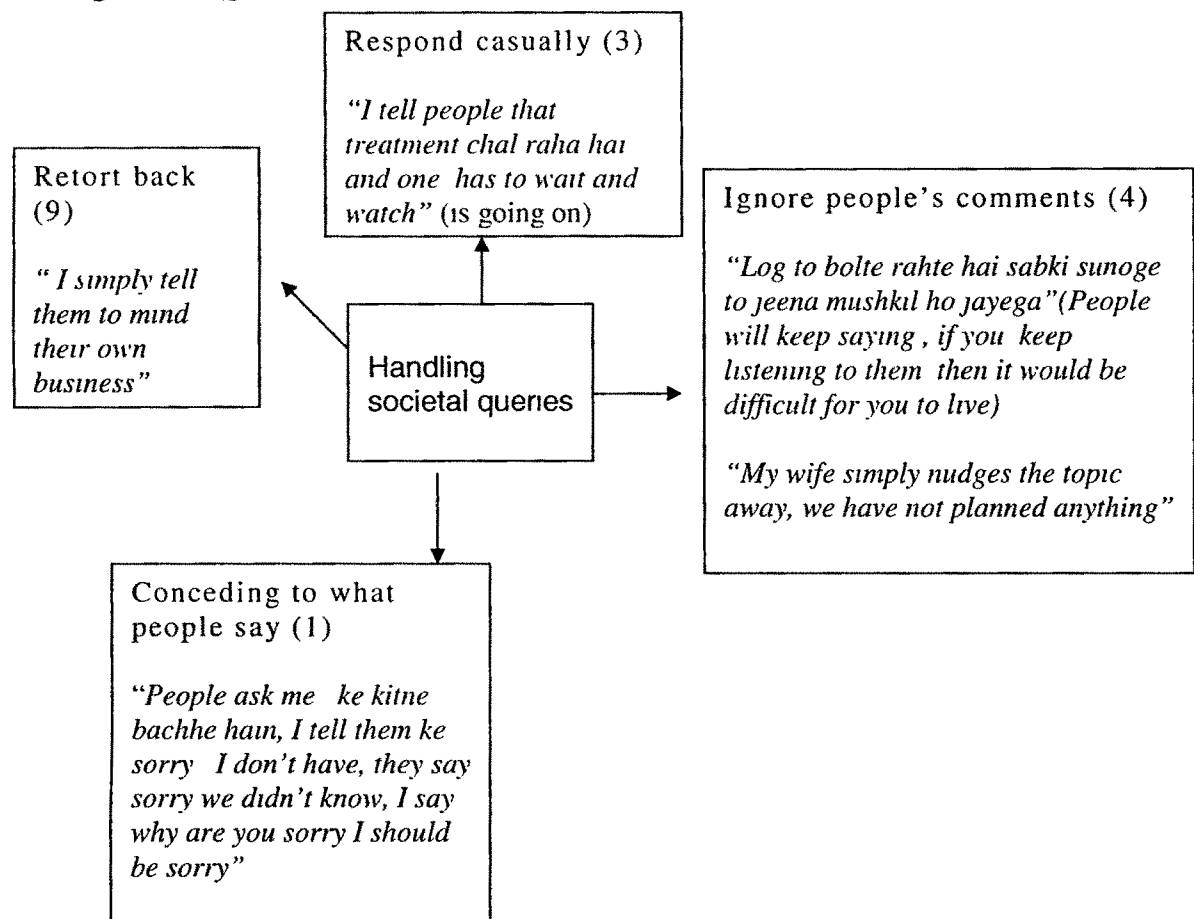 Respond casually (3)
“I tell people that
treatment chal raha hai
and one has to wait and
watch” (is going on)
Retort back
(9)
“ I simply tell
them to mind
their own
business”
Handling
societal queries
Ignore people’s comments (4)
“Log to bolte rahte hai sabki sunoge
to jeena mushkil ho jayega”(People
will keep saying , if you keep
listening to them then it would be
difficult for you to live)
“My wife simply nudges the topic
away, we have not planned anything”
Conceding to what
people say (1)
“People ask me ke kitne
bachhe hain, I tell them ke
sorry I don’t have, they say
sorry we didn’t know, I say
why are you sorry I should
be sorry”